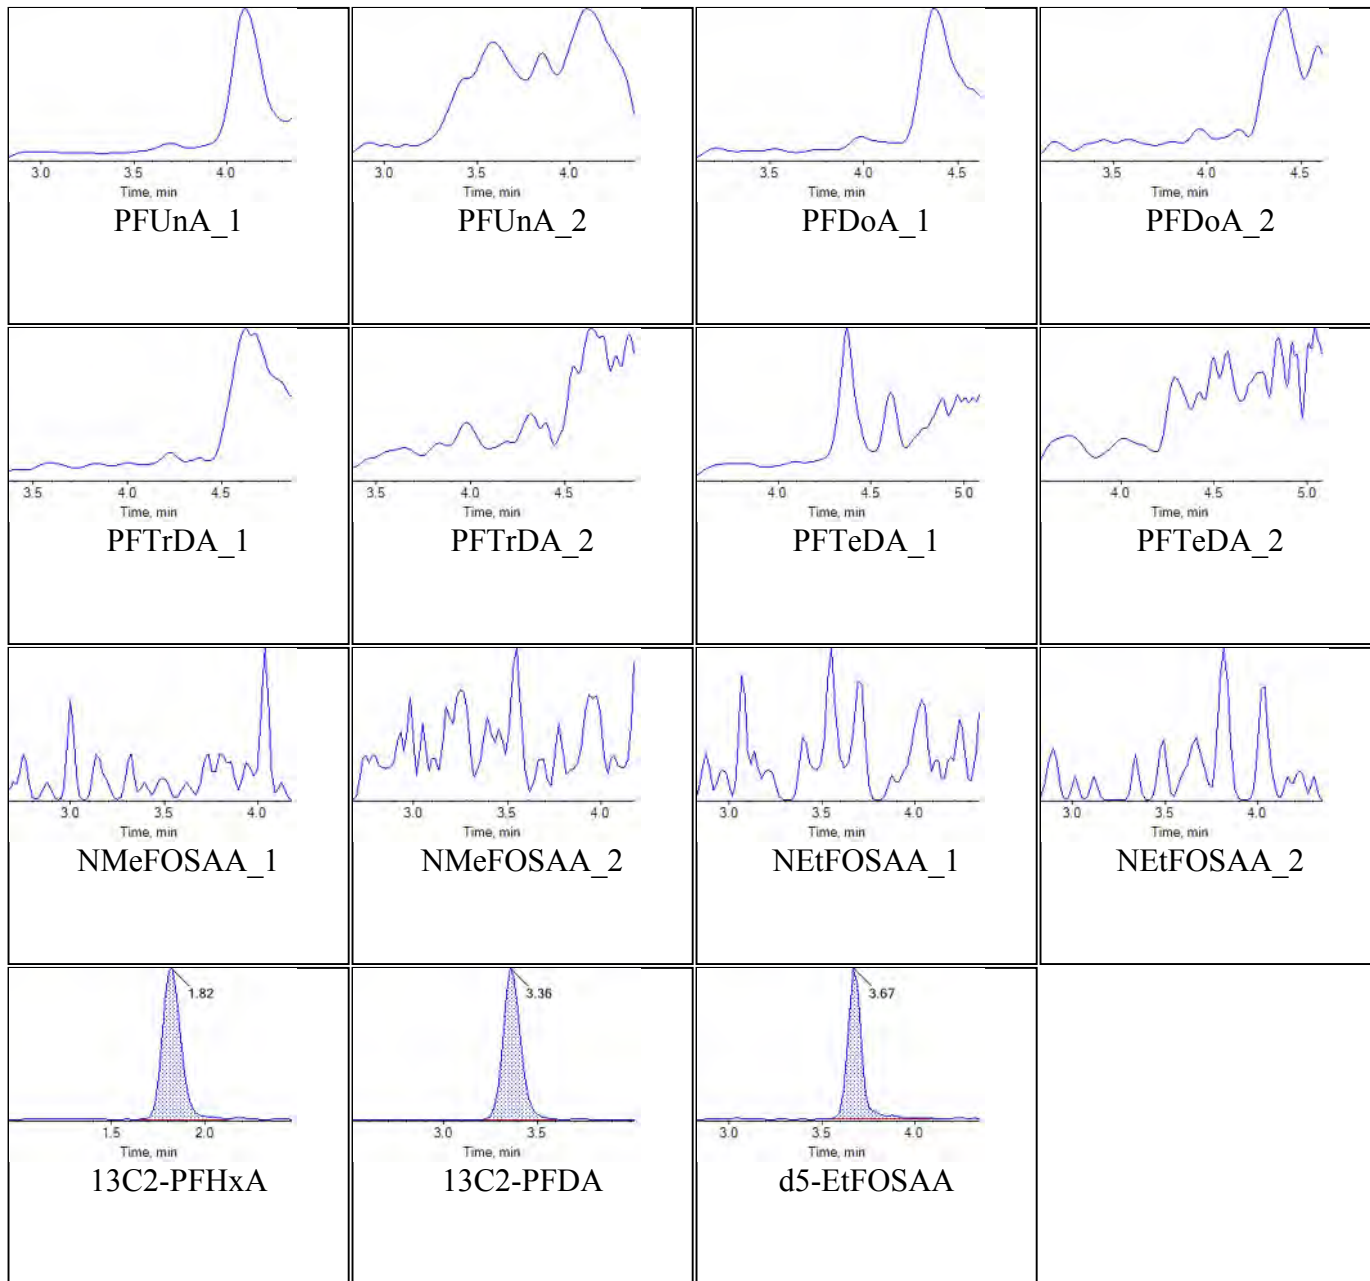 3.0 3.5 4.0
Time, min
PFUnA_1
3.0 3.5 4.0
Time, min
PFUnA_2
3.5 4.0 4.5
Time, min
PFDoA_1
3.5 4.0 4.5
Time, min
PFDoA_2
3.5 4.0 4.5
Time, min
PFTrDA_1
3.5 4.0 4.5
Time, min
PFTrDA_2
4.0 4.5 5.0
Time, min
PFTeDA_1
4.0 4.5 5.0
Time, min
PFTeDA_2
3.0 3.5 4.0
Time, min
NMeFOSAA_1
3.0 3.5 4.0
Time, min
NMeFOSAA_2
3.0 3.5 4.0
Time, min
NEtFOSAA_1
3.0 3.5 4.0
Time, min
NEtFOSAA_2
1.82
1.5 2.0
Time, min
13C2-PFHxA
3.36
3.0 3.5
Time, min
13C2-PFDA
3.67
3.0 3.5 4.0
Time, min
d5-EtFOSAA